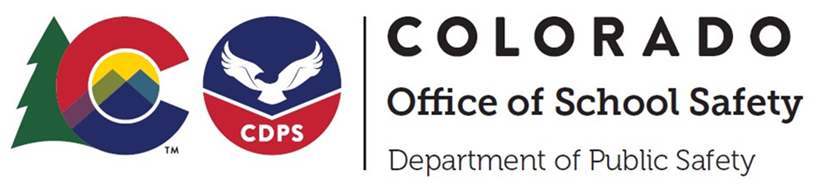 TM
CDPS
COLORADO
Office of School Safety
Department of Public Safety